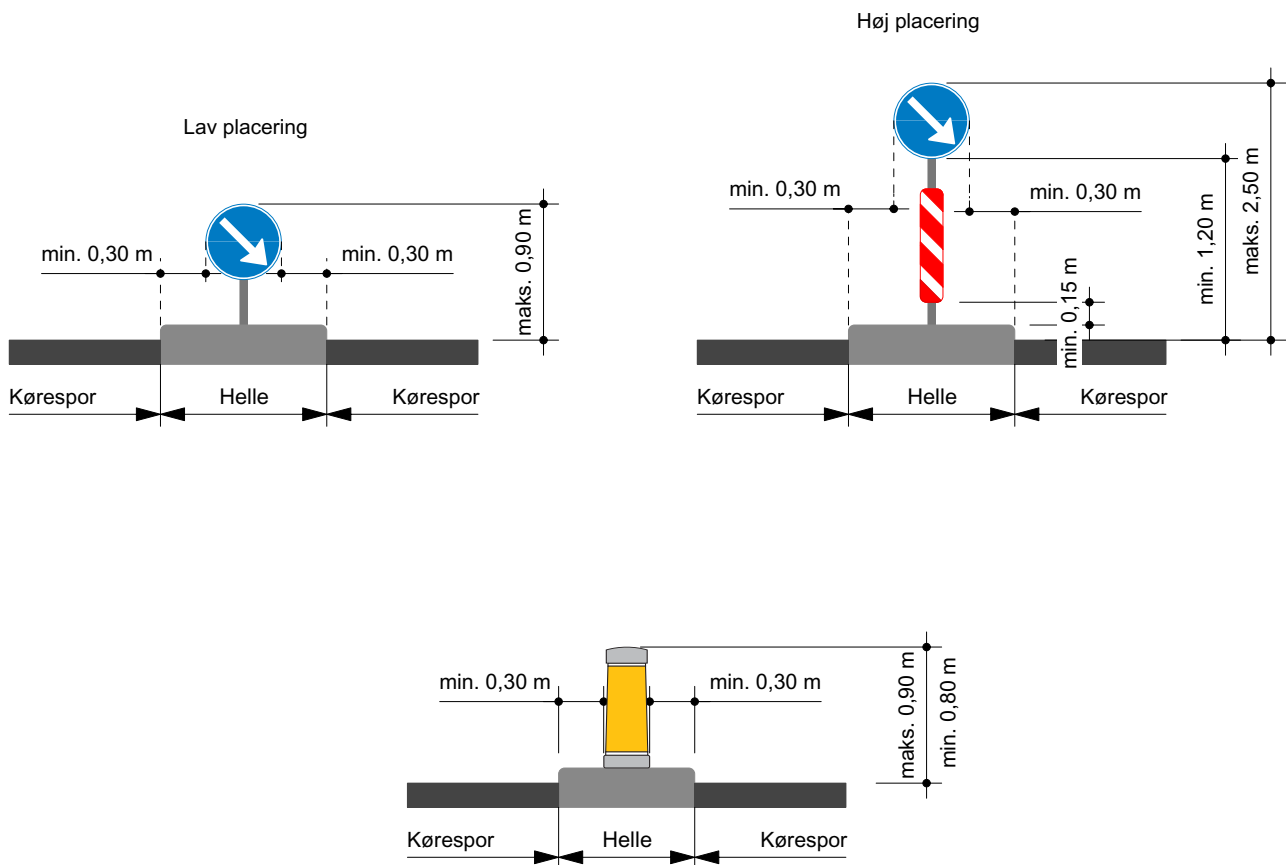 Høj placering
Lav placering
min. 0,30 m
min. 0,30 m
maks. 0,90 m
Kørespor
Helle
Kørespor
min. 0,30 m
min. 0,30 m
min. 0,15 m
min. 1,20 m
maks. 2,50 m
Kørespor
Helle
Kørespor
min. 0,30 m
min. 0,30 m
maks. 0,90 m
min. 0,80 m
Kørespor
Helle
Kørespor